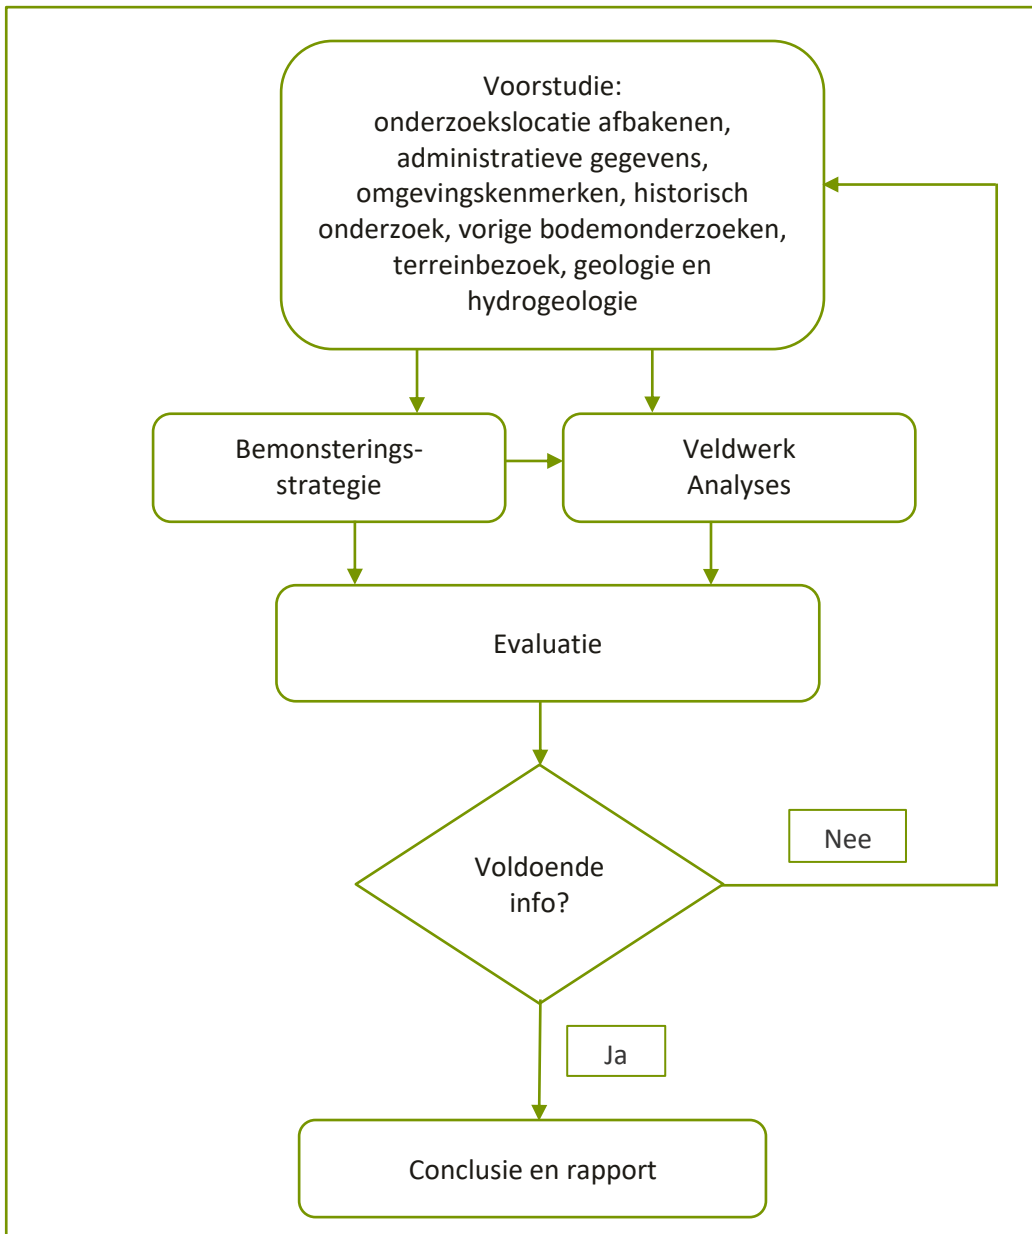 Voorstudie:
onderzoekslocatie afbakenen,
administratieve gegevens,
omgevingskenmerken, historisch
onderzoek, vorige bodemonderzoeken,
terreinbezoek, geologie en
hydrogeologie
Bemonsterings-
strategie
Veldwerk
Analyses
Evaluatie
Voldoende
info?
Nee
Ja
Conclusie en rapport